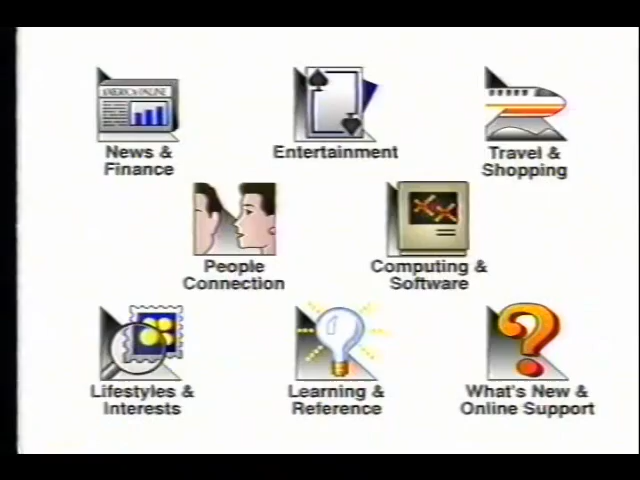 AMERICA ONLINE
News &
Finance
Entertainment
Travel &
Shopping
People
Connection
Computing &
Software
Lifestyles &
Interests
Learning &
Reference
What's New &
Online Support